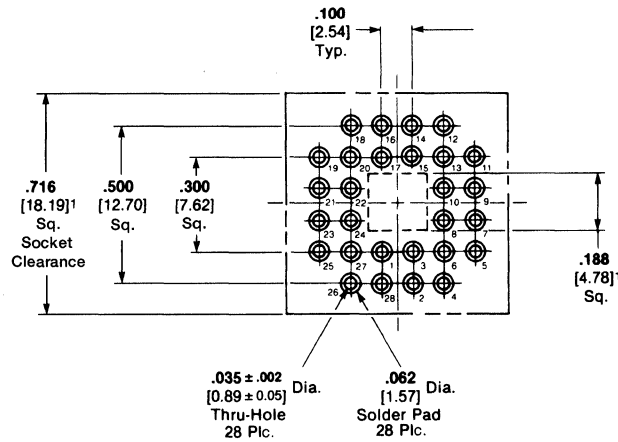 .100
[2.54]
Typ.
.716
[18.19]¹
Sq.
Socket
Clearance
.500
[12.70]
Sq.
.300
[7.62]
Sq.
18 16 14 12
19 20 17 15 13 11
21 22 10 9
23 24 8 7
25 27 1 3 6 5
26 28 2 4
.188
[4.78]¹
Sq.
.035 ± .002
[0.89 ± 0.05] Dia.
Thru-Hole
28 Plc.
.062
[1.57] Dia.
Solder Pad
28 Plc.